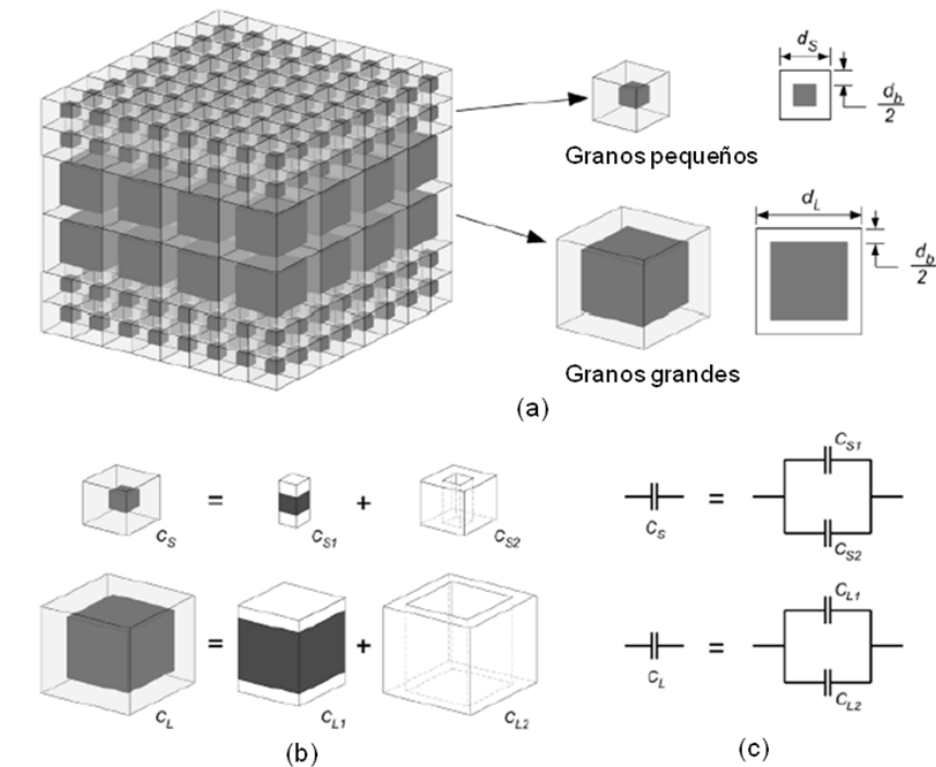 (a)
d_S
d_b
2
Granos pequeños
d_L
d_b
2
Granos grandes
C_S
=
C_S1
+
C_S2
C_L
=
C_L1
+
C_L2
(b)
C_S
=
C_S1
C_S2
C_L
=
C_L1
C_L2
(c)